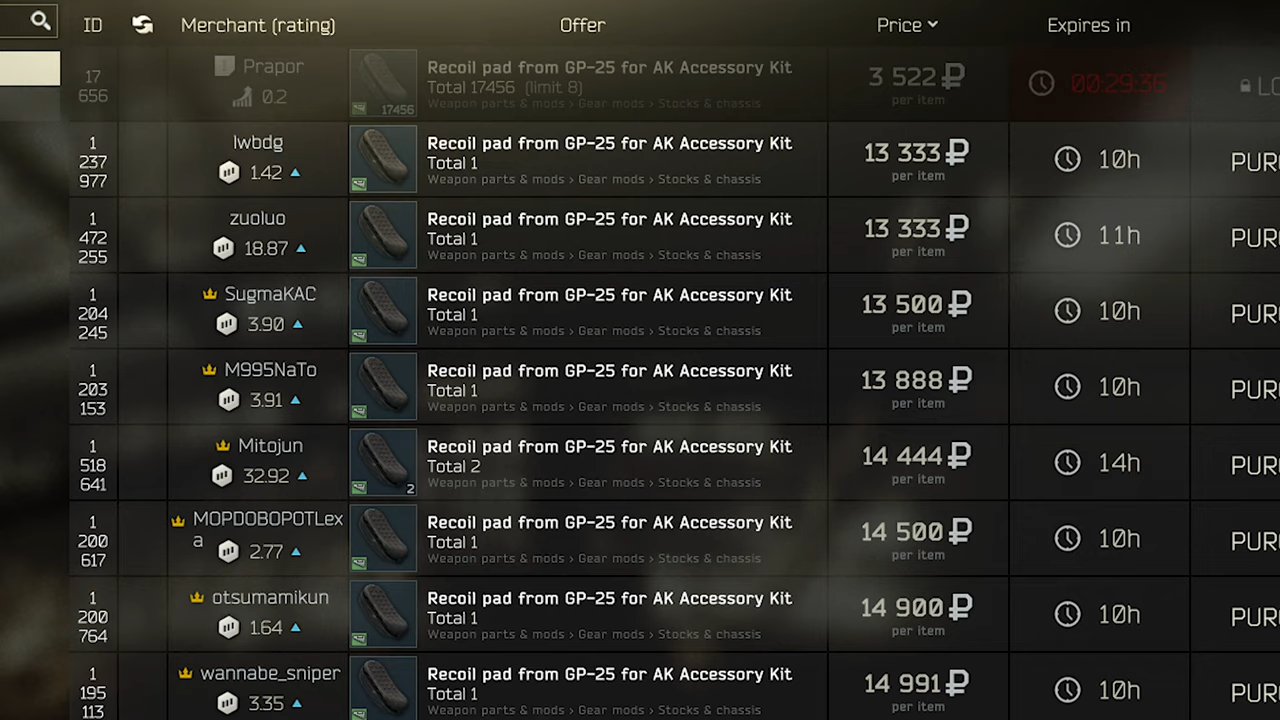 ID Merchant (rating) Offer Price Expires in
17 656 Prapor 0.2 17456 Recoil pad from GP-25 for AK Accessory Kit
Total 17456 (limit 8)
Weapon parts & mods › Gear mods › Stocks & chassis
3 522 ₽ per item 00:29:36
1 237 977 lwbdg 1.42 Recoil pad from GP-25 for AK Accessory Kit
Total 1
Weapon parts & mods › Gear mods › Stocks & chassis
13 333 ₽ per item 10h
1 472 255 zuoluo 18.87 Recoil pad from GP-25 for AK Accessory Kit
Total 1
Weapon parts & mods › Gear mods › Stocks & chassis
13 333 ₽ per item 11h
1 204 245 SugmaKAC 3.90 Recoil pad from GP-25 for AK Accessory Kit
Total 1
Weapon parts & mods › Gear mods › Stocks & chassis
13 500 ₽ per item 10h
1 203 153 M995NaTo 3.91 Recoil pad from GP-25 for AK Accessory Kit
Total 1
Weapon parts & mods › Gear mods › Stocks & chassis
13 888 ₽ per item 10h
1 518 641 Mitojun 32.92 2 Recoil pad from GP-25 for AK Accessory Kit
Total 2
Weapon parts & mods › Gear mods › Stocks & chassis
14 444 ₽ per item 14h
1 200 617 MOPDOBOPOTLexa 2.77 Recoil pad from GP-25 for AK Accessory Kit
Total 1
Weapon parts & mods › Gear mods › Stocks & chassis
14 500 ₽ per item 10h
1 200 764 otsumamikun 1.64 Recoil pad from GP-25 for AK Accessory Kit
Total 1
Weapon parts & mods › Gear mods › Stocks & chassis
14 900 ₽ per item 10h
1 195 113 wannabe_sniper 3.35 Recoil pad from GP-25 for AK Accessory Kit
Total 1
Weapon parts & mods › Gear mods › Stocks & chassis
14 991 ₽ per item 10h